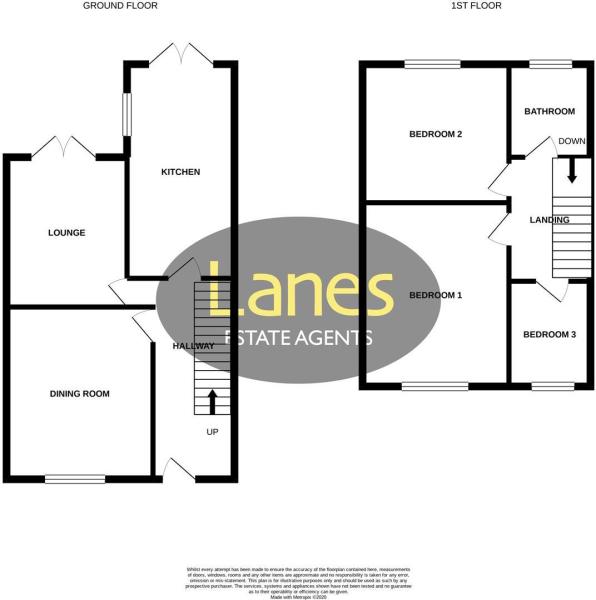 GROUND FLOOR
1ST FLOOR
BATHROOM
BEDROOM 2
DOWN
KITCHEN
LOUNGE
LANDING
Lanes
ESTATE AGENTS
BEDROOM 1
BEDROOM 3
HALLWAY
DINING ROOM
UP
Whilst every attempt has been made to ensure the accuracy of the floorplan contained here, measurements
of doors, windows, rooms and any other items are approximate and no responsibility is taken for any error,
omission or mis-statement. This plan is for illustrative purposes only and should be used as such by any
prospective purchaser. The services, systems and appliances shown have not been tested and no guarantee
as to their operability or efficiency can be given.
Made with Metropix ©2020